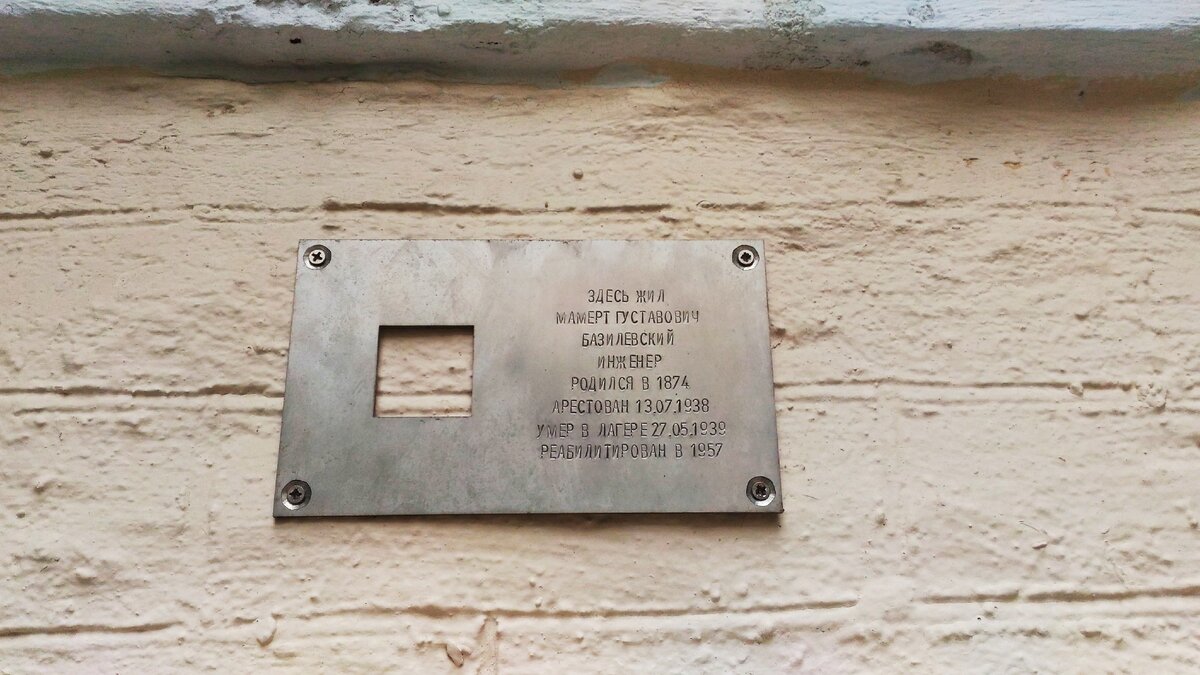 ЗДЕСЬ ЖИЛ
МАМЕРТ ГУСТАВОВИЧ
БАЗИЛЕВСКИЙ
ИНЖЕНЕР
РОДИЛСЯ В 1874
АРЕСТОВАН 13.07.1938
УМЕР В ЛАГЕРЕ 27.05.1939
РЕАБИЛИТИРОВАН В 1957